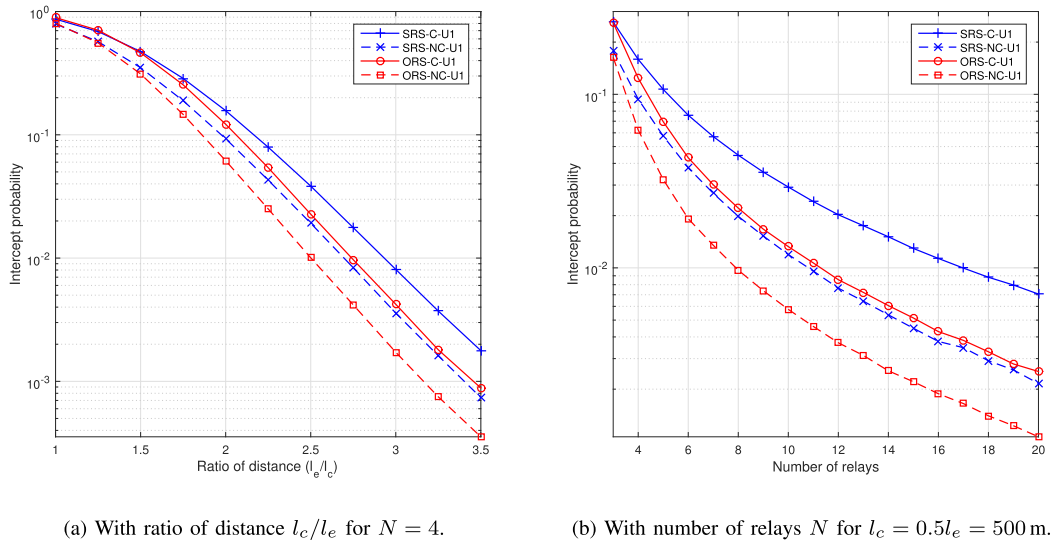 10^0
10^-1
10^-2
10^-3
Intercept probability
1
1.5
2
2.5
3
3.5
Ratio of distance (l_e/l_c)
SRS-C-U1
SRS-NC-U1
ORS-C-U1
ORS-NC-U1
(a) With ratio of distance l_c/l_e for N = 4.
10^-1
10^-2
Intercept probability
4
6
8
10
12
14
16
18
20
Number of relays
SRS-C-U1
SRS-NC-U1
ORS-C-U1
ORS-NC-U1
(b) With number of relays N for l_c = 0.5l_e = 500 m.